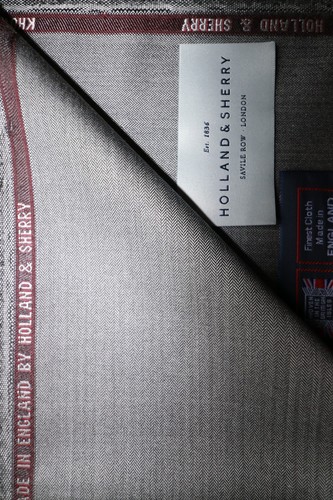 HOLLAND & SHERRY
Est. 1836
HOLLAND & SHERRY
SAVILE ROW LONDON
Finest Cloth
Made in
ENGLAND
DE IN ENGLAND BY HOLLAND & SHERRY